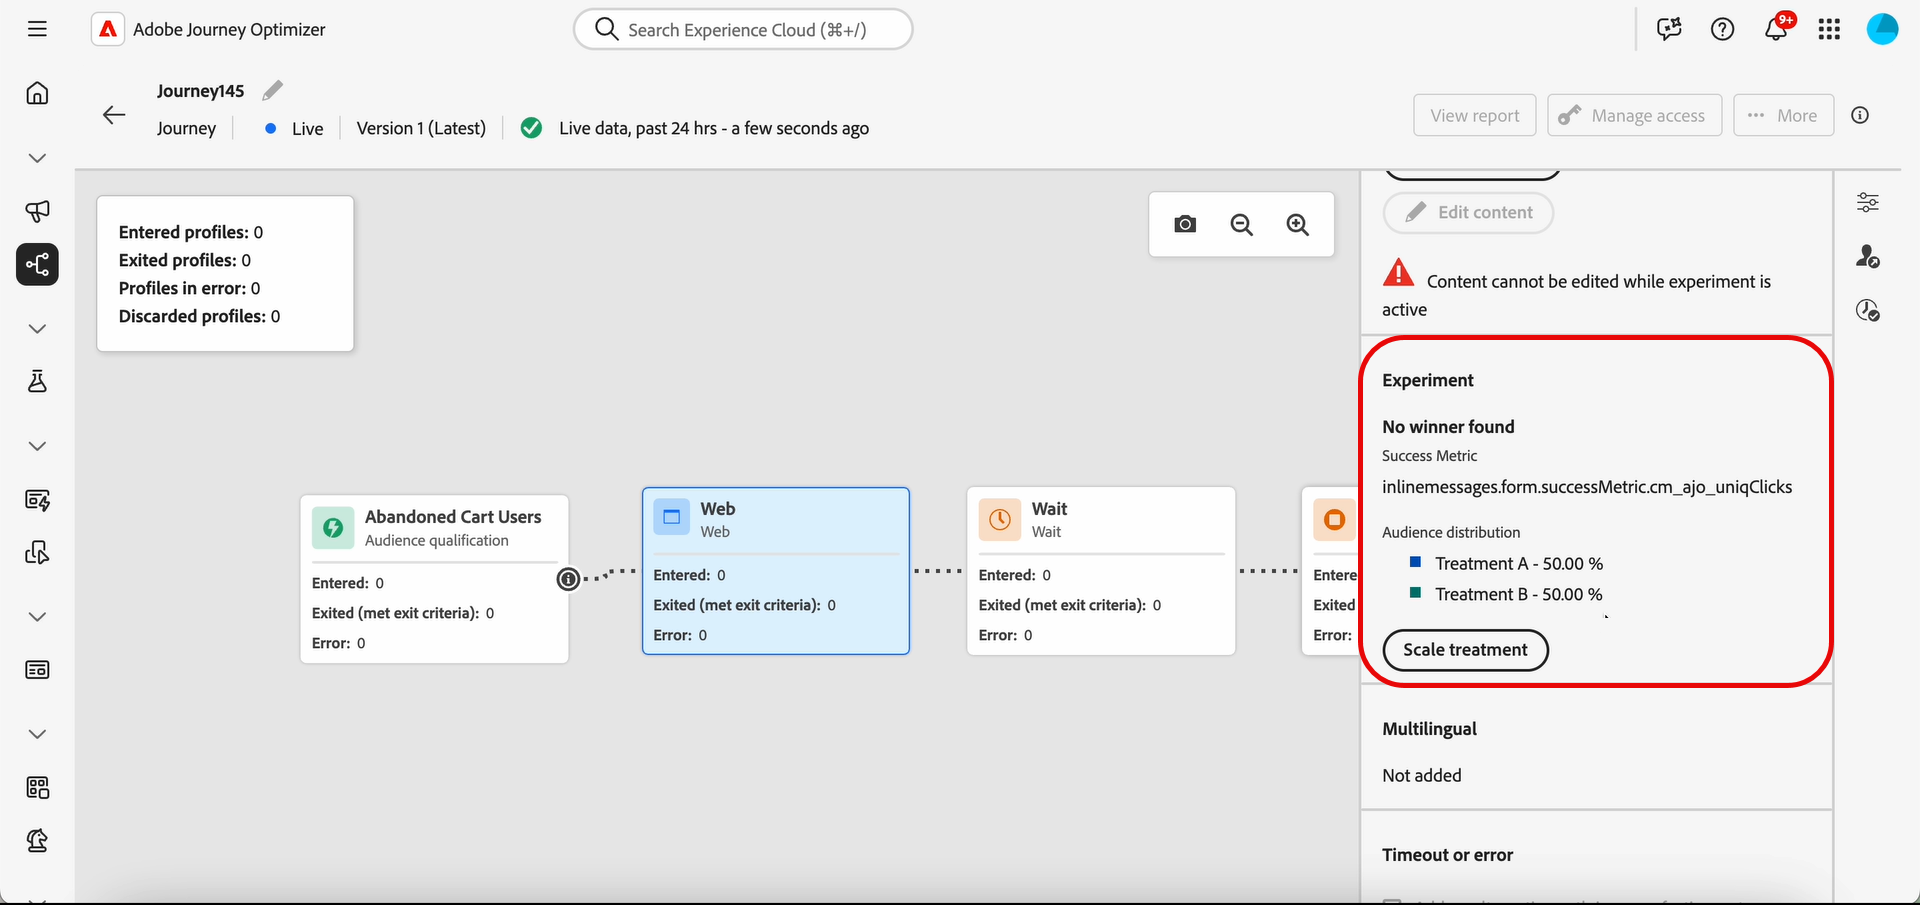 Adobe Journey Optimizer
Search Experience Cloud (⌘+/)
9+
Journey145
Journey
Live
Version 1 (Latest)
Live data, past 24 hrs - a few seconds ago
View report
Manage access
More
Entered profiles: 0
Exited profiles: 0
Profiles in error: 0
Discarded profiles: 0
Abandoned Cart Users
Audience qualification
Entered: 0
Exited (met exit criteria): 0
Error: 0
Web
Web
Entered: 0
Exited (met exit criteria): 0
Error: 0
Wait
Wait
Entered: 0
Exited (met exit criteria): 0
Error: 0
Entere
Exited
Error:
Edit content
Content cannot be edited while experiment is
active
Experiment
No winner found
Success Metric
inlinemessages.form.successMetric.cm_ajo_uniqClicks
Audience distribution
Treatment A - 50.00 %
Treatment B - 50.00 %
Scale treatment
Multilingual
Not added
Timeout or error